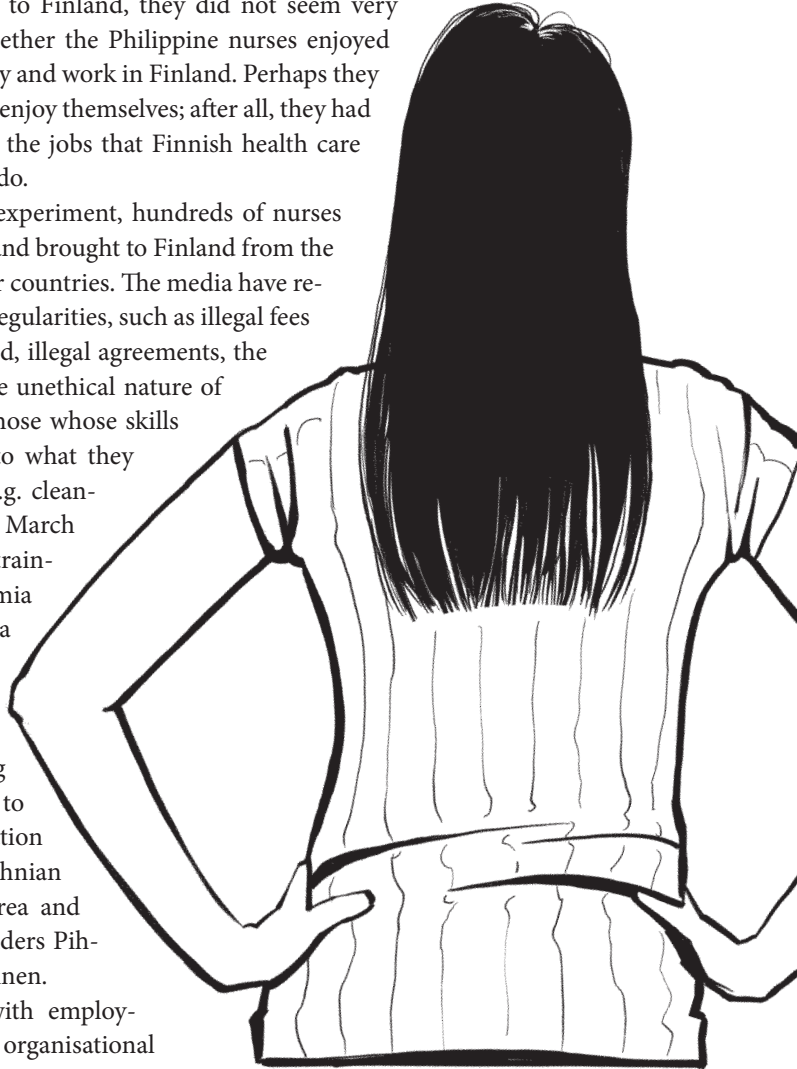 to Finland, they did not seem very
ether the Philippine nurses enjoyed
y and work in Finland. Perhaps they
enjoy themselves; after all, they had
the jobs that Finnish health care
do.
experiment, hundreds of nurses
and brought to Finland from the
r countries. The media have re-
egularities, such as illegal fees
d, illegal agreements, the
e unethical nature of
hose whose skills
to what they
.g. clean-
March
train-
mia
a
g
to
tion
hnian
rea and
ders Pih-
nen.
with employ-
organisational